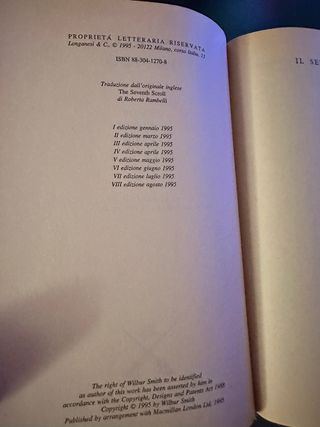 PROPRIETÀ LETTERARIA RISERVATA
Longanesi & C., © 1995 - 20122 Milano, corso Italia, 13
ISBN 88-304-1270-8
Traduzione dall'originale inglese
The Seventh Scroll
di Roberta Rambelli
I edizione gennaio 1995
II edizione marzo 1995
III edizione aprile 1995
IV edizione aprile 1995
V edizione maggio 1995
VI edizione giugno 1995
VII edizione luglio 1995
VIII edizione agosto 1995
The right of Wilbur Smith to be identified
as author of this work has been asserted by him in
accordance with the Copyright, Designs and Patents Act 1988
Copyright © 1995 by Wilbur Smith
Published by arrangement with Macmillan London Ltd, 1995
IL SE